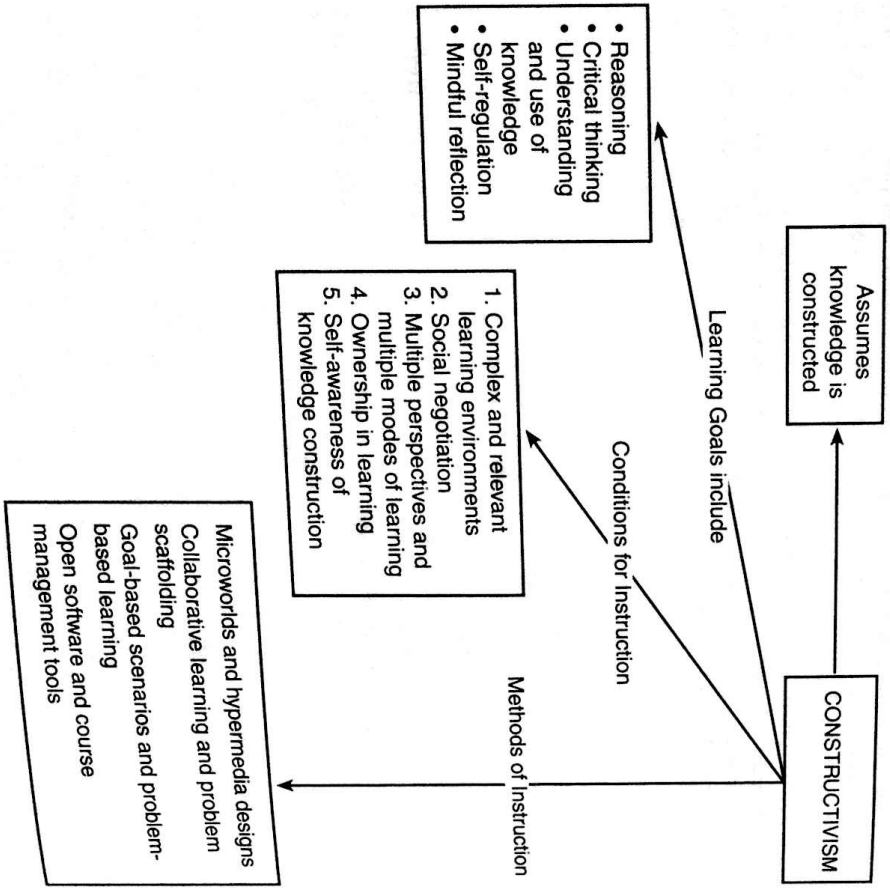 CONSTRUCTIVISM
Assumes
knowledge is
constructed
Learning Goals include
• Reasoning
• Critical thinking
• Understanding
and use of
knowledge
• Self-regulation
• Mindful reflection
Conditions for Instruction
1. Complex and relevant
learning environments
2. Social negotiation
3. Multiple perspectives and
multiple modes of learning
4. Ownership in learning
5. Self-awareness of
knowledge construction
Methods of Instruction
Microworlds and hypermedia designs
Collaborative learning and problem
scaffolding
Goal-based scenarios and problem-
based learning
Open software and course
management tools